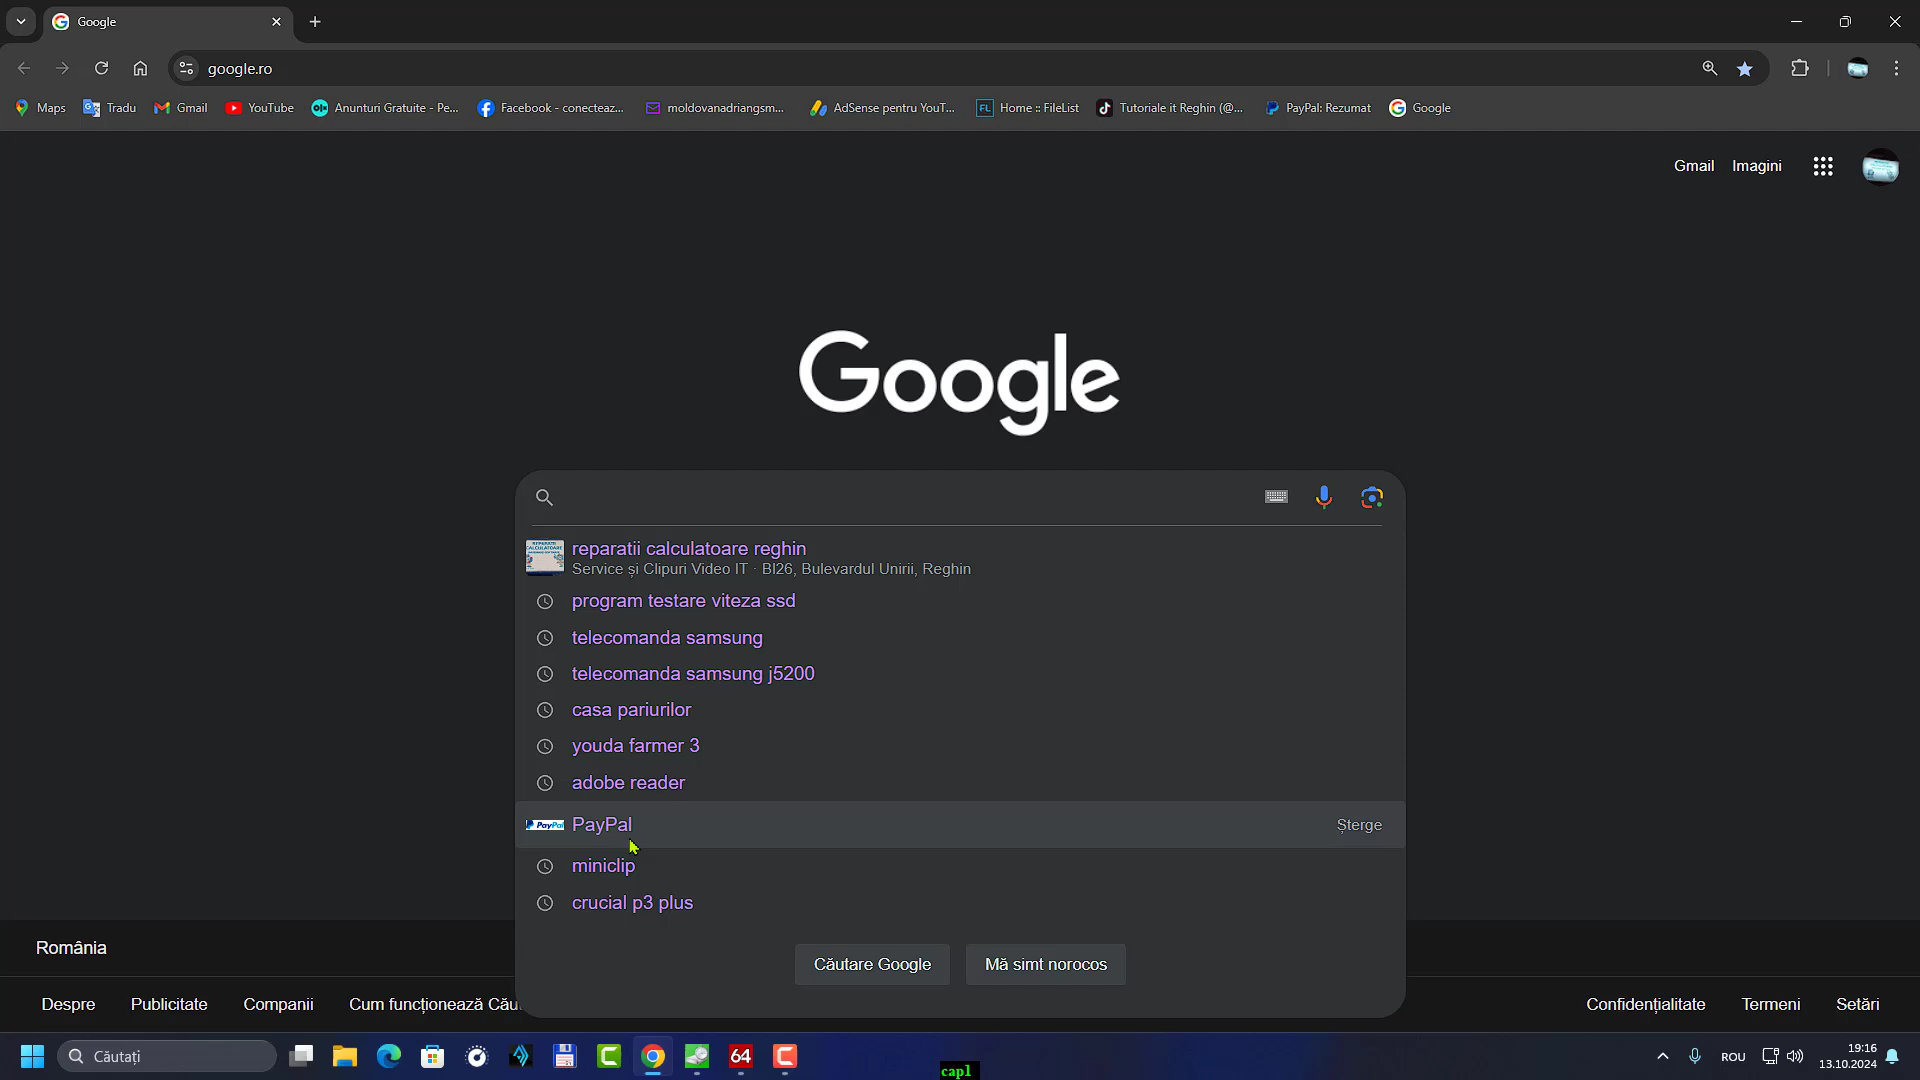 Google
google.ro
Maps Tradu Gmail YouTube Anunturi Gratuite - Pe... Facebook - conecteaz... moldovanadriangsm... AdSense pentru YouT... FL Home :: FileList Tutoriale it Reghin (@... PayPal: Rezumat Google
Gmail Imagini
Google
reparatii calculatoare reghin
Service și Clipuri Video IT · Bl26, Bulevardul Unirii, Reghin
program testare viteza ssd
telecomanda samsung
telecomanda samsung j5200
casa pariurilor
youda farmer 3
adobe reader
PayPal PayPal Șterge
miniclip
crucial p3 plus
Căutare Google Mă simt norocos
România
Despre Publicitate Companii Cum funcționează Cău
Confidențialitate Termeni Setări
Căutați 64 ROU 19:16
13.10.2024
capl